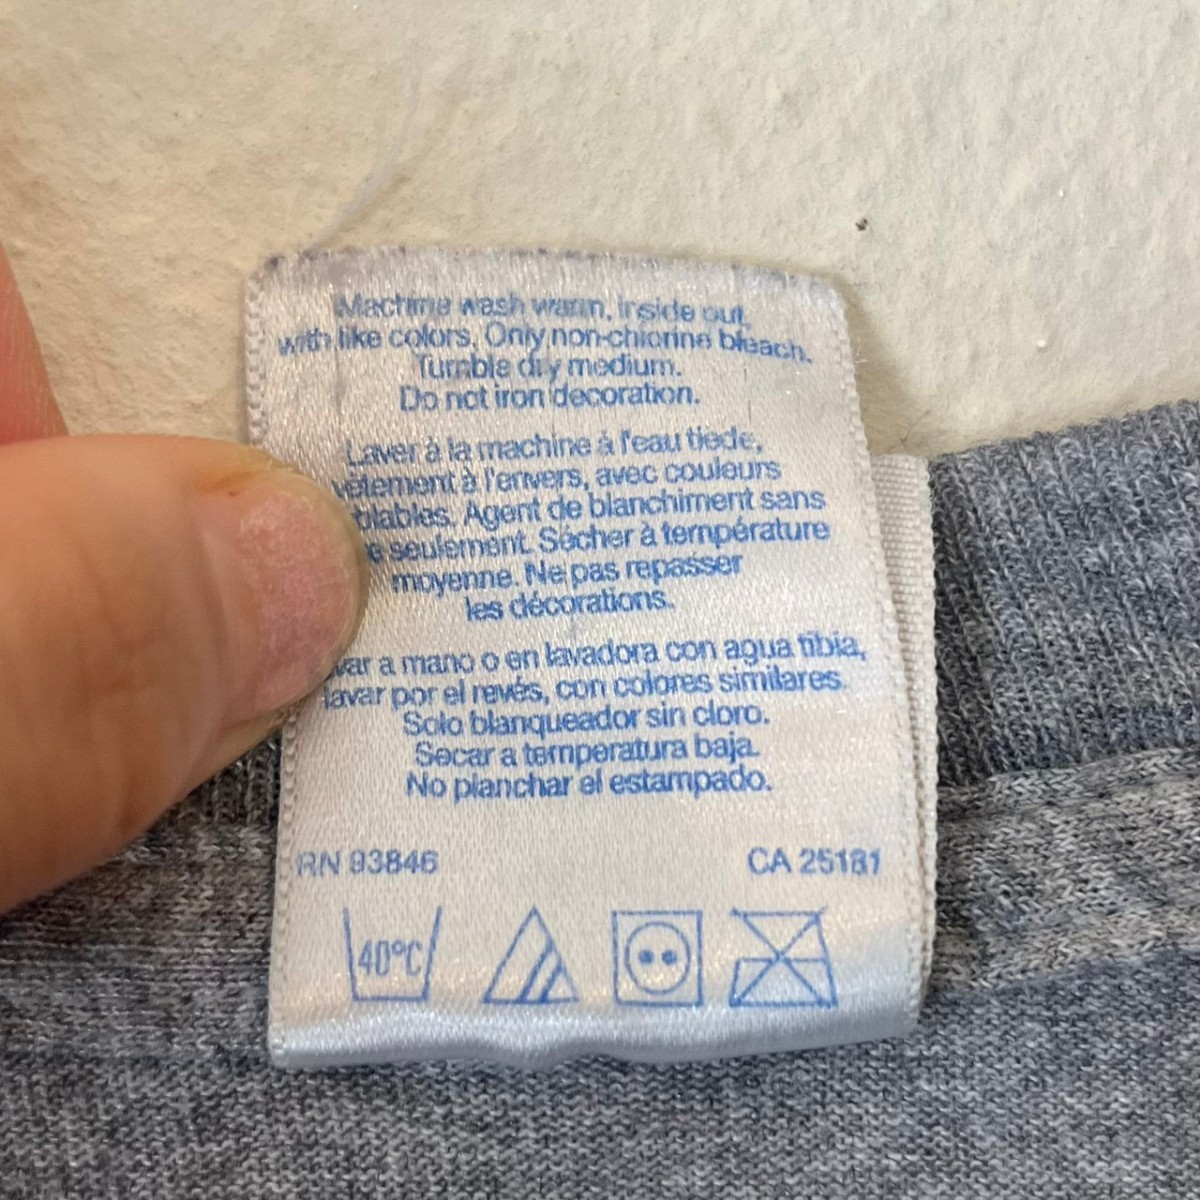 Machine wash warm, inside out,
with like colors. Only non-chlorine bleach.
Tumble dry medium.
Do not iron decoration.
Laver à la machine à l'eau tiède,
vêtement à l'envers, avec couleurs
blables. Agent de blanchiment sans
e seulement. Sécher à température
moyenne. Ne pas repasser
les décorations.
var a mano o en lavadora con agua tibia,
lavar por el revés, con colores similares.
Solo blanqueador sin cloro.
Secar a temperatura baja.
No planchar el estampado.
RN 93846 CA 25181
40°C